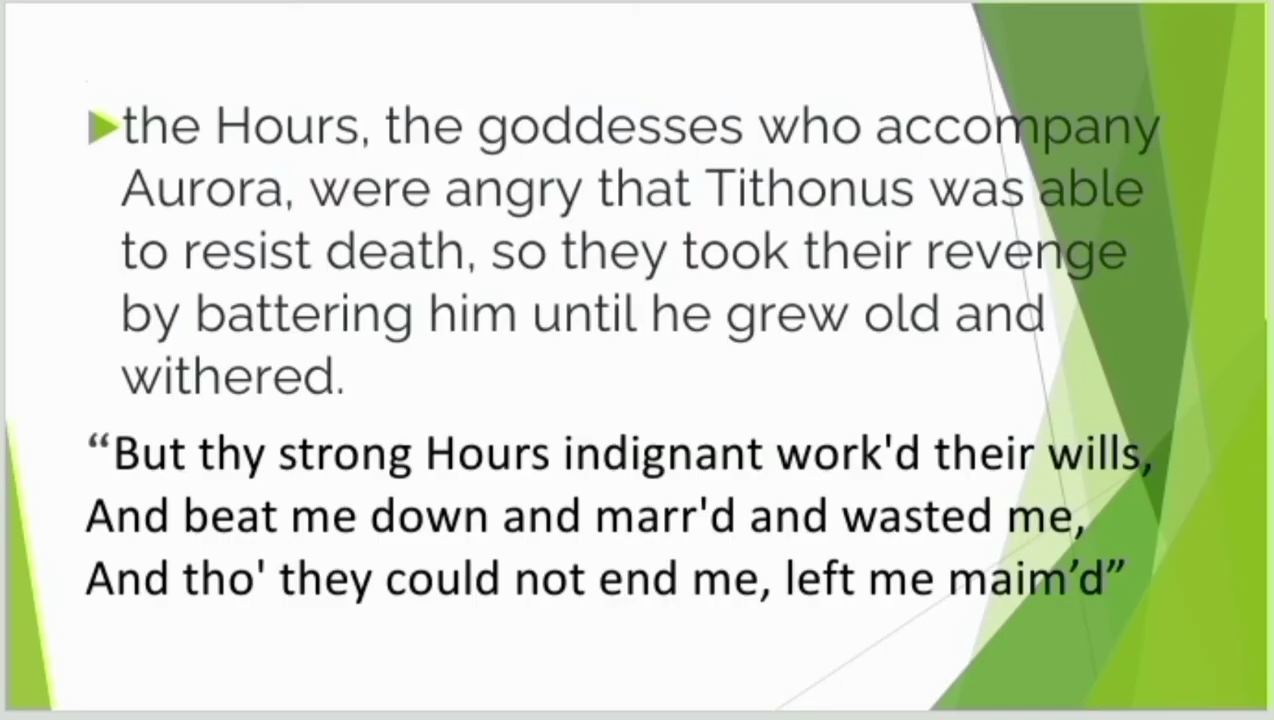 the Hours, the goddesses who accompany
Aurora, were angry that Tithonus was able
to resist death, so they took their revenge
by battering him until he grew old and
withered.
“But thy strong Hours indignant work'd their wills,
And beat me down and marr'd and wasted me,
And tho' they could not end me, left me maim’d”